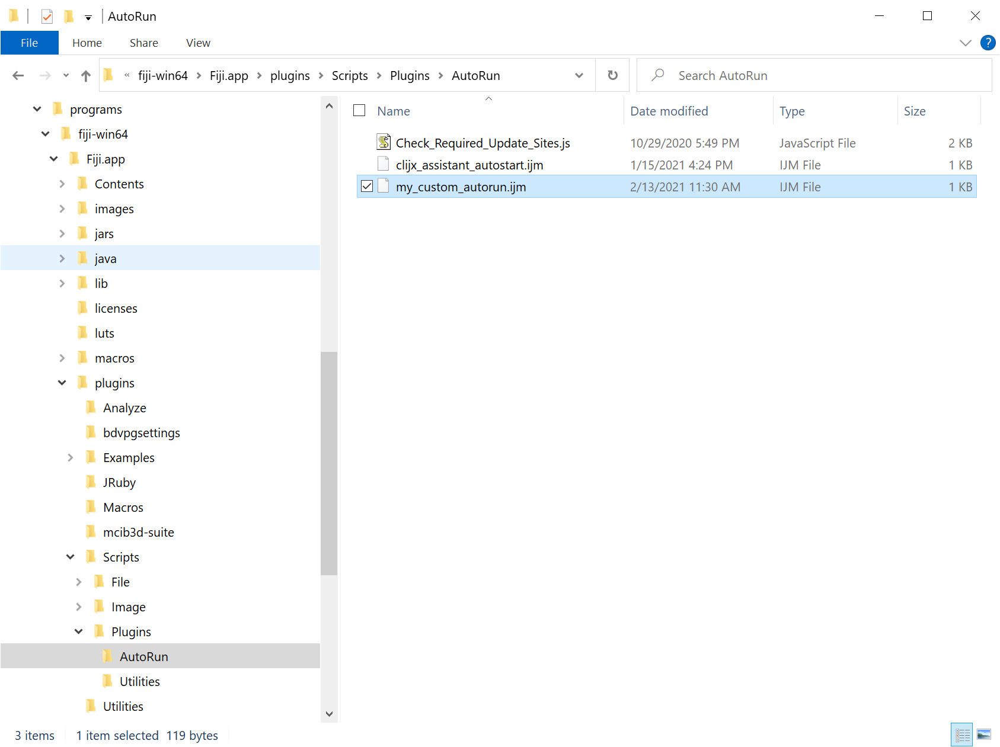 AutoRun
File Home Share View ?
« fiji-win64 Fiji.app plugins Scripts Plugins AutoRun Search AutoRun
programs
fiji-win64
Fiji.app
Contents
images
jars
java
lib
licenses
luts
macros
plugins
Analyze
bdvpgsettings
Examples
JRuby
Macros
mcib3d-suite
Scripts
File
Image
Plugins
AutoRun
Utilities
Utilities
Name Date modified Type Size
Check_Required_Update_Sites.js 10/29/2020 5:49 PM JavaScript File 2 KB
clijx_assistant_autostart.ijm 1/15/2021 4:24 PM IJM File 1 KB
my_custom_autorun.ijm 2/13/2021 11:30 AM IJM File 1 KB
3 items 1 item selected 119 bytes